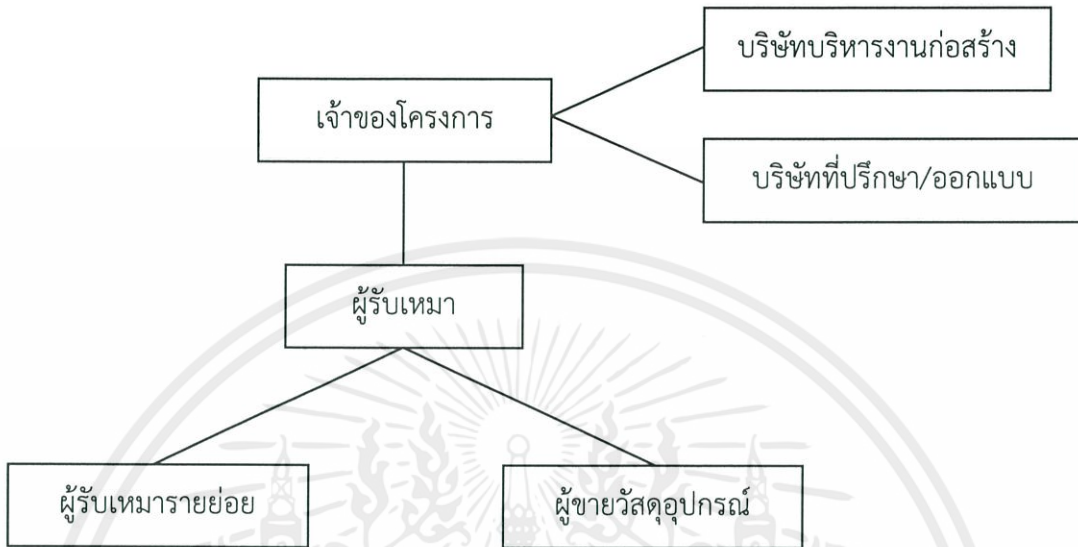 บริษัทบริหารงานก่อสร้าง
เจ้าของโครงการ
บริษัทที่ปรึกษา/ออกแบบ
ผู้รับเหมา
ผู้รับเหมารายย่อย
ผู้ขายวัสดุอุปกรณ์